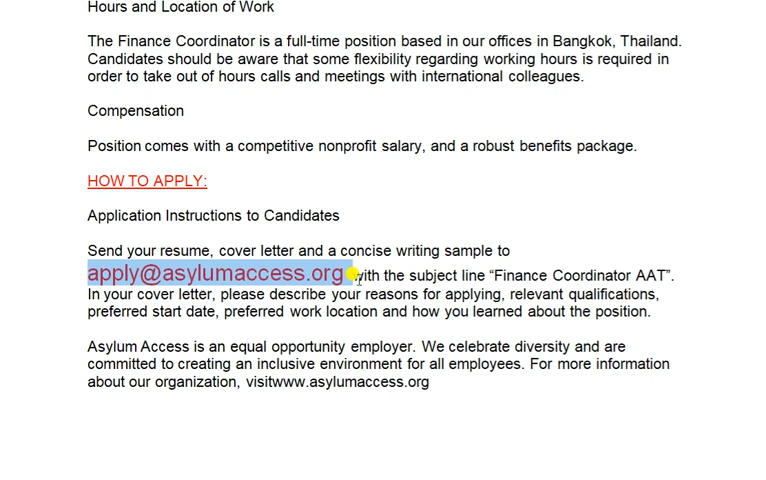 Hours and Location of Work
The Finance Coordinator is a full-time position based in our offices in Bangkok, Thailand.
Candidates should be aware that some flexibility regarding working hours is required in
order to take out of hours calls and meetings with international colleagues.
Compensation
Position comes with a competitive nonprofit salary, and a robust benefits package.
HOW TO APPLY:
Application Instructions to Candidates
Send your resume, cover letter and a concise writing sample to
apply@asylumaccess.org with the subject line “Finance Coordinator AAT”.
In your cover letter, please describe your reasons for applying, relevant qualifications,
preferred start date, preferred work location and how you learned about the position.
Asylum Access is an equal opportunity employer. We celebrate diversity and are
committed to creating an inclusive environment for all employees. For more information
about our organization, visitwww.asylumaccess.org